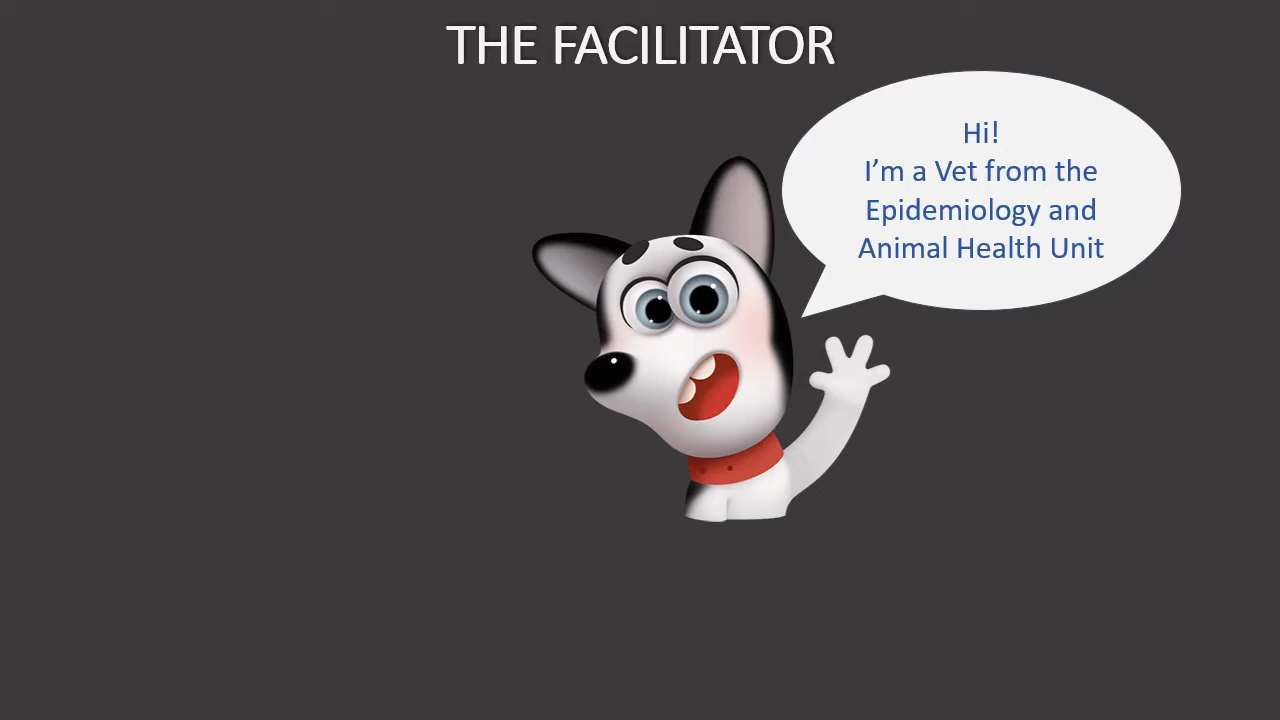 THE FACILITATOR
Hi!
I’m a Vet from the
Epidemiology and
Animal Health Unit